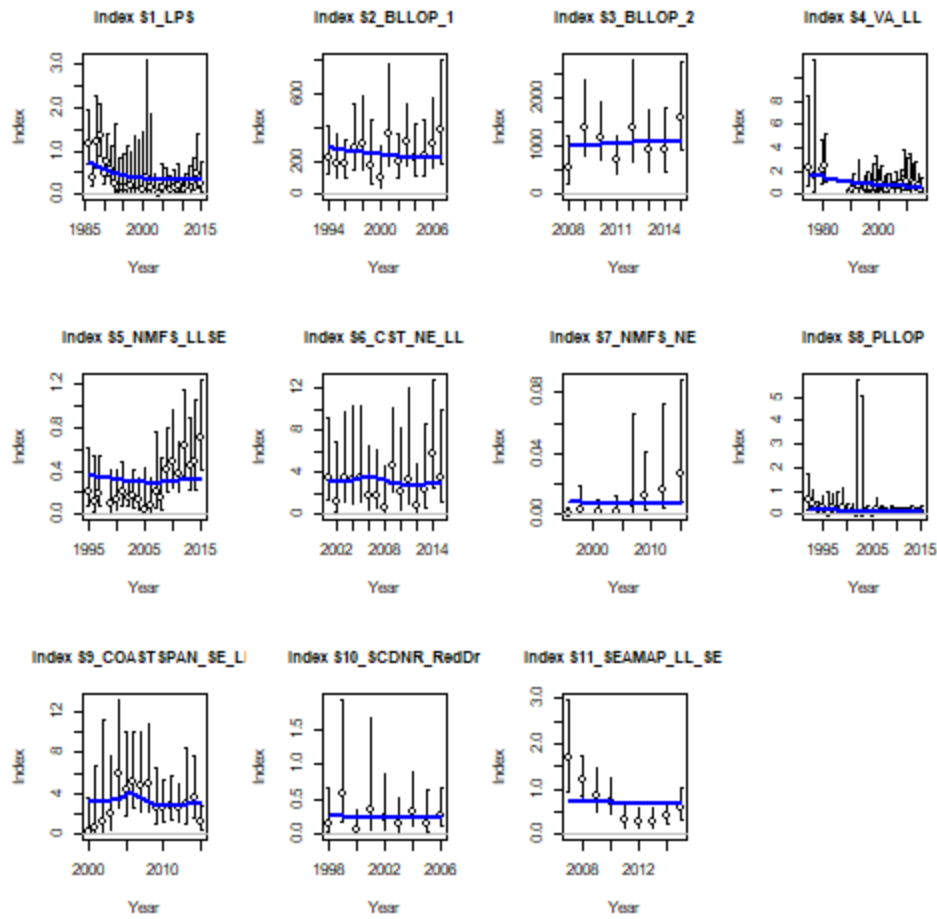 Index S1_LPS Index S2_BLLOP_1 Index S3_BLLOP_2 Index S4_VA_LL
Index 0.0 1.0 2.0 3.0 1985 2000 2015 Year
Index 0 200 600 1994 2000 2006 Year
Index 0 1000 2000 2008 2011 2014 Year
Index 0 2 4 6 8 1980 2000 Year
Index S5_NMFS_LLSE Index S6_CST_NE_LL Index S7_NMFS_NE Index S8_PLLOP
Index 0.0 0.4 0.8 1.2 1995 2005 2015 Year
Index 0 4 8 12 2002 2008 2014 Year
Index 0.00 0.04 0.08 2000 2010 Year
Index 0 1 2 3 4 5 1995 2005 2015 Year
Index S9_COASTSPAN_SE_L Index S10_SCDNR_RedDr Index S11_SEAMAP_LL_SE
Index 0 4 8 12 2000 2010 Year
Index 0.0 0.5 1.0 1.5 1998 2002 2006 Year
Index 0.0 1.0 2.0 3.0 2008 2012 Year